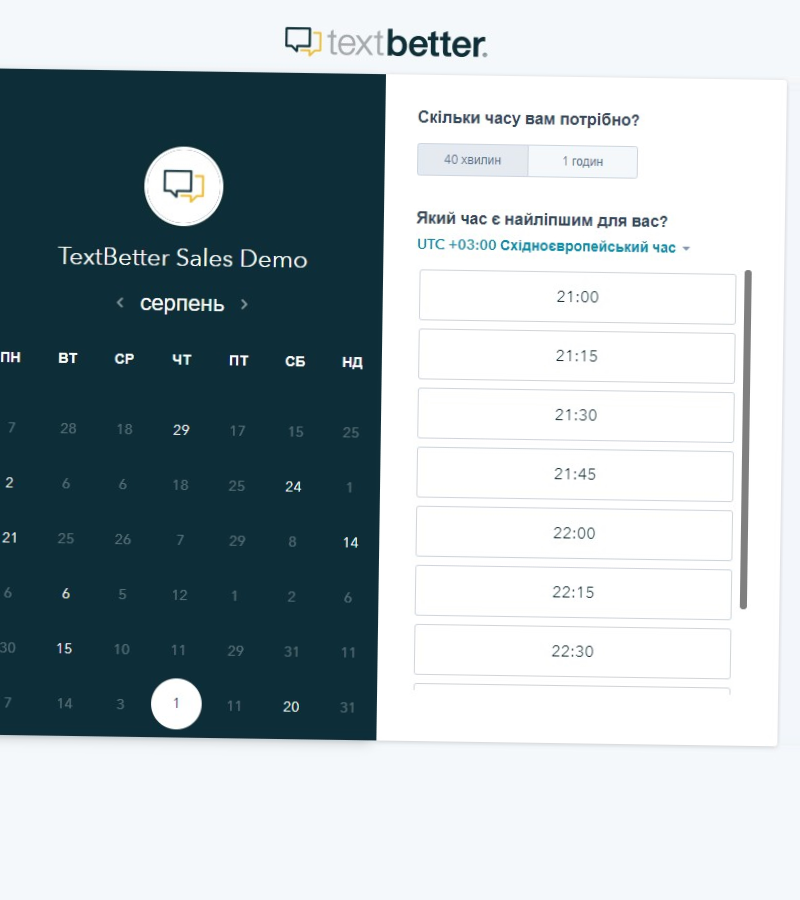 textbetter.
TextBetter Sales Demo
серпень
ПН ВТ СР ЧТ ПТ СБ НД
7 28 18 29 17 15 25
2 6 6 18 25 24 1
21 25 26 7 29 8 14
6 6 5 12 1 2 6
30 15 10 11 29 31 11
7 14 3 1 11 20 31
Скільки часу вам потрібно?
40 хвилин 1 годин
Який час є найліпшим для вас?
UTC +03:00 Східноєвропейський час
21:00
21:15
21:30
21:45
22:00
22:15
22:30